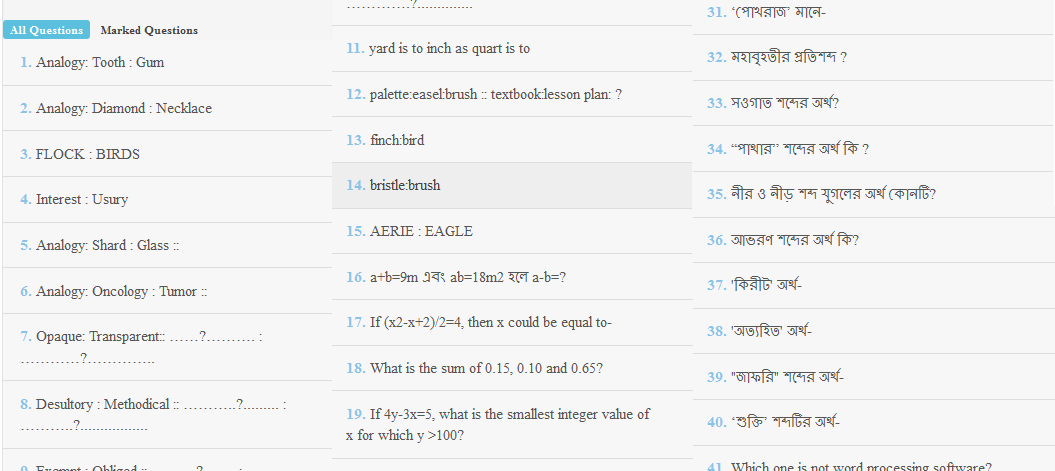 All Questions Marked Questions
1. Analogy: Tooth : Gum
2. Analogy: Diamond : Necklace
3. FLOCK : BIRDS
4. Interest : Usury
5. Analogy: Shard : Glass ::
6. Analogy: Oncology : Tumor ::
7. Opaque: Transparent:: ……?………. :
…………?…………..
8. Desultory : Methodical :: ………..?......... :
………..?..................
9. Exempt : Obliged :: ………?……… :
…………?..............
11. yard is to inch as quart is to
12. palette:easel:brush :: textbook:lesson plan: ?
13. finch:bird
14. bristle:brush
15. AERIE : EAGLE
16. a+b=9m এবং ab=18m2 হলে a-b=?
17. If (x2-x+2)/2=4, then x could be equal to-
18. What is the sum of 0.15, 0.10 and 0.65?
19. If 4y-3x=5, what is the smallest integer value of
x for which y >100?
31. ‘পোখরাজ’ মানে-
32. মহাবৃহতীর প্রতিশব্দ ?
33. সওগাত শব্দের অর্থ?
34. “পাথার” শব্দের অর্থ কি ?
35. নীর ও নীড় শব্দ যুগলের অর্থ কোনটি?
36. আভরণ শব্দের অর্থ কি?
37. 'কিরীট' অর্থ-
38. 'অত্যহিত' অর্থ-
39. "জাফরি" শব্দের অর্থ-
40. ‘শুক্তি’ শব্দটির অর্থ-
41. Which one is not word processing software?